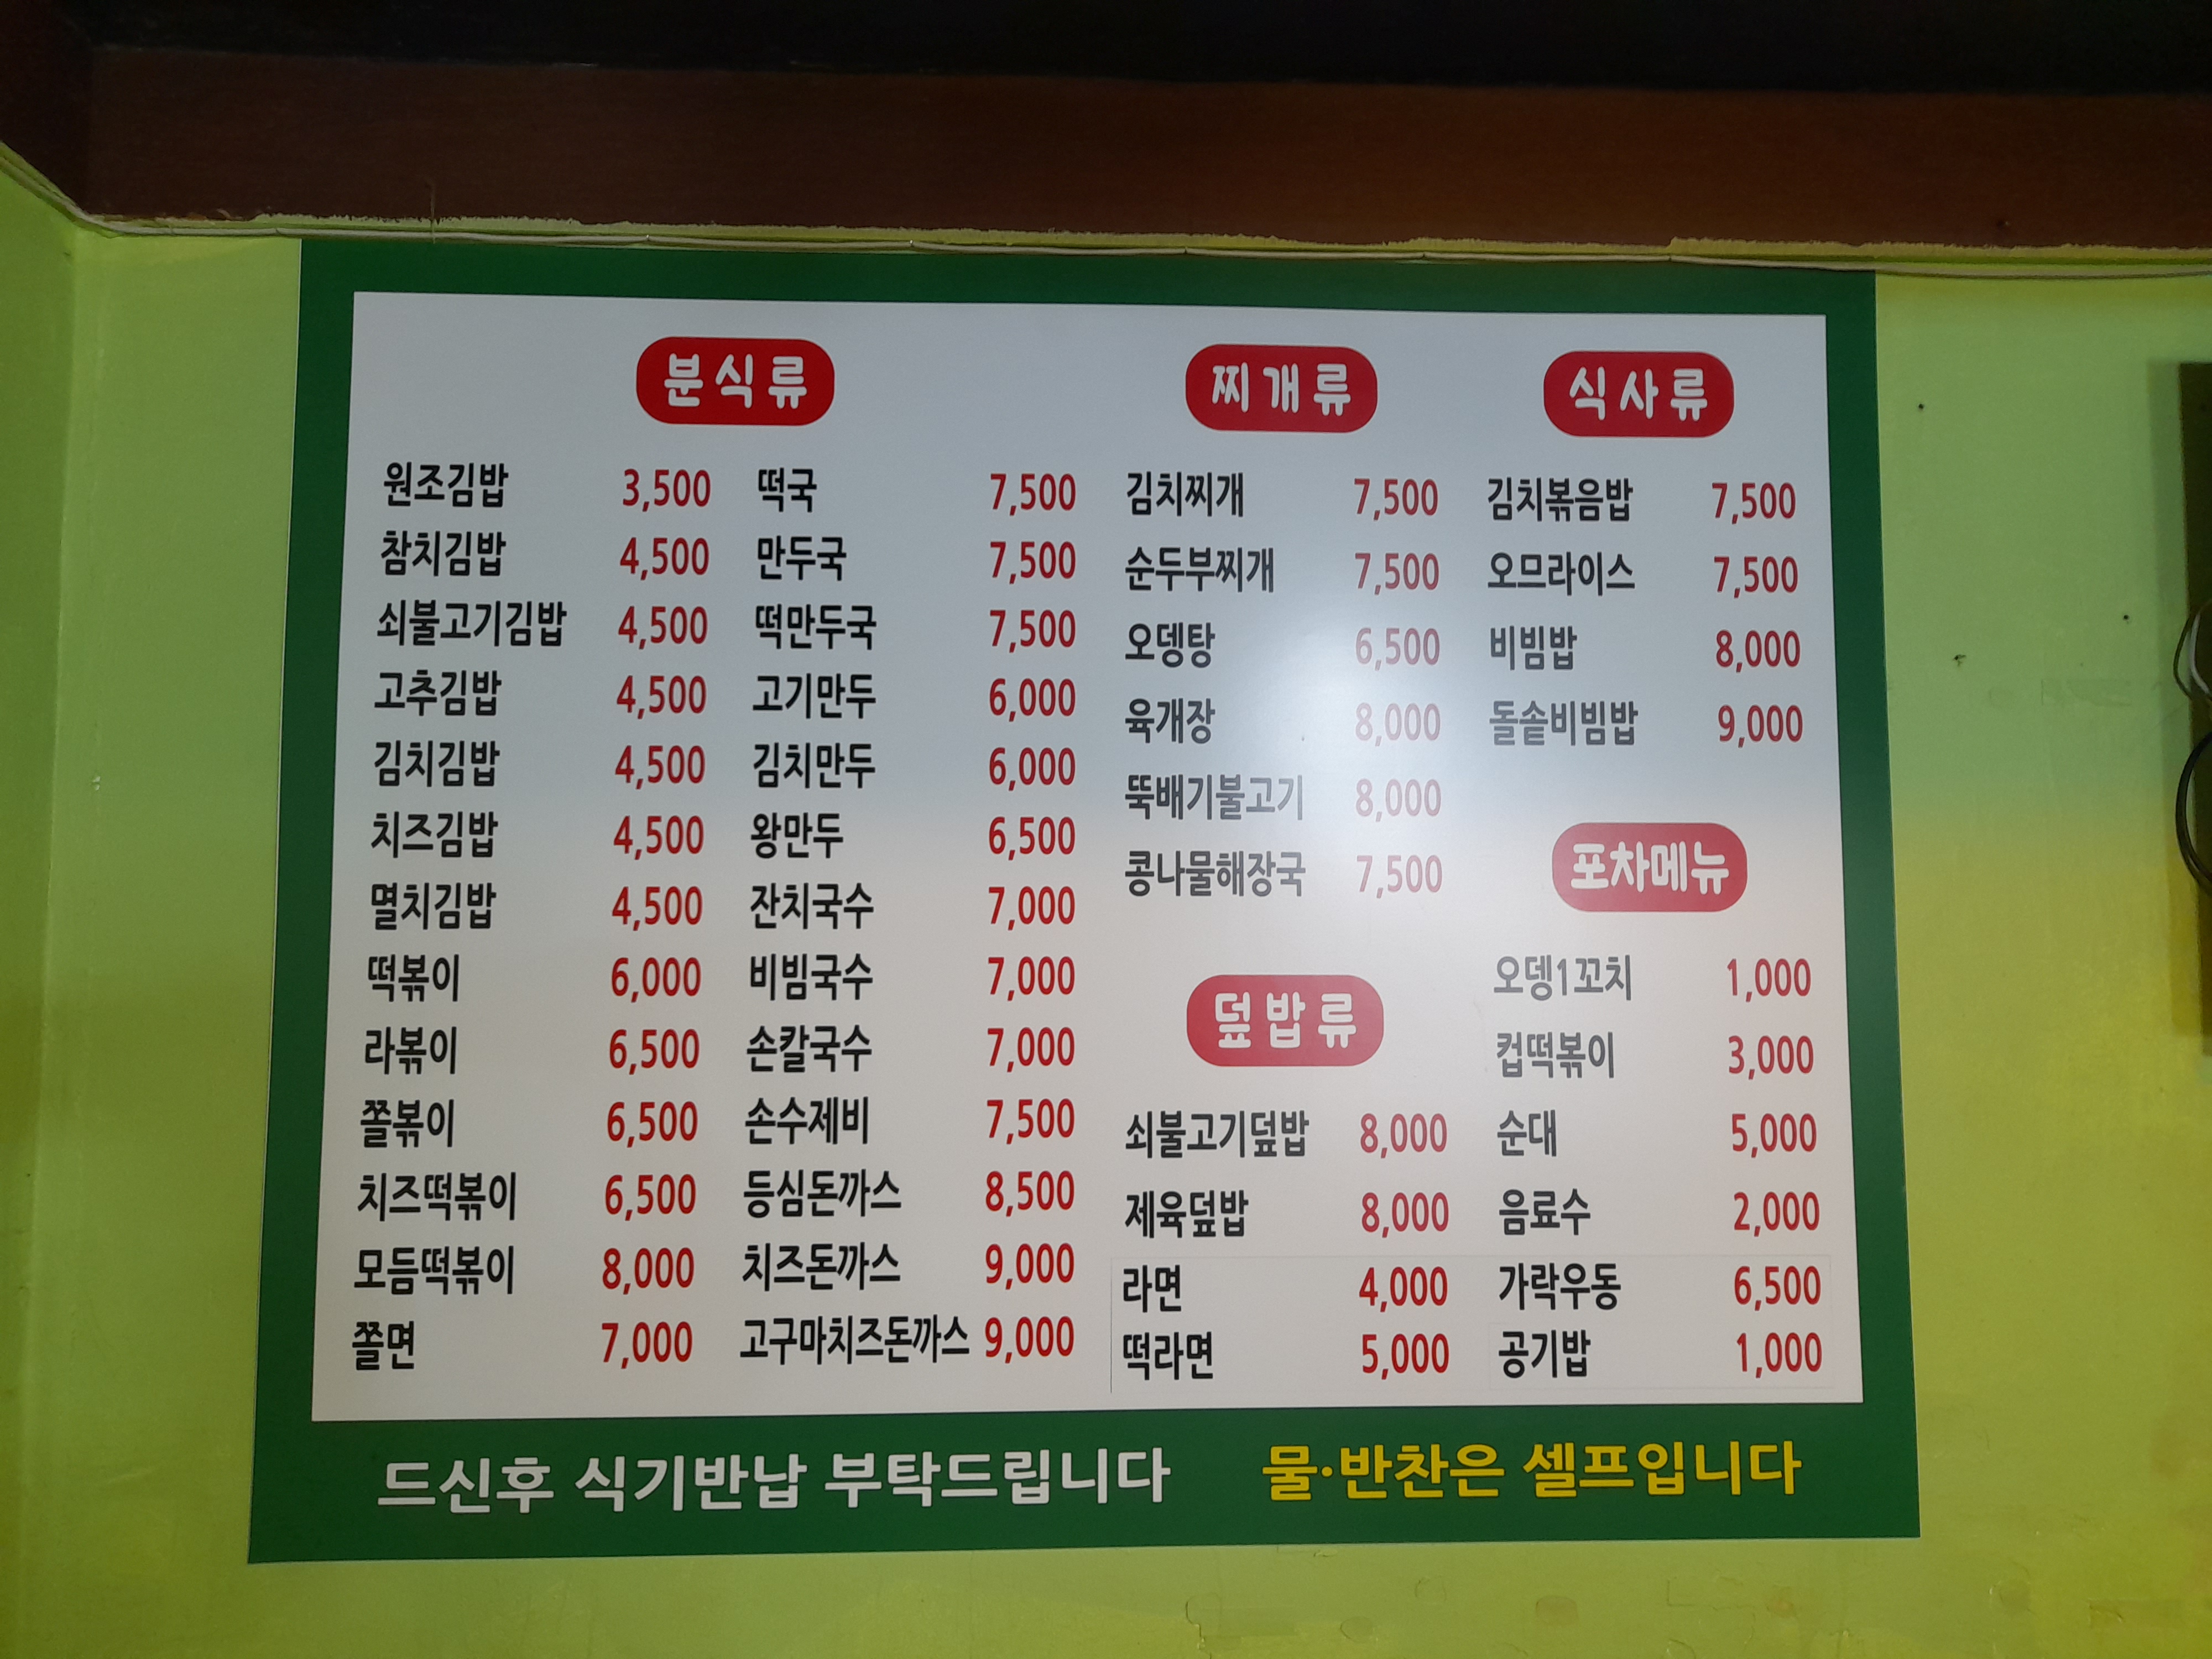 분식류
원조김밥 3,500
참치김밥 4,500
쇠불고기김밥 4,500
고추김밥 4,500
김치김밥 4,500
치즈김밥 4,500
멸치김밥 4,500
떡볶이 6,000
라볶이 6,500
쫄볶이 6,500
치즈떡볶이 6,500
모듬떡볶이 8,000
쫄면 7,000
떡국 7,500
만두국 7,500
떡만두국 7,500
고기만두 6,000
김치만두 6,000
왕만두 6,500
잔치국수 7,000
비빔국수 7,000
손칼국수 7,000
손수제비 7,500
등심돈까스 8,500
치즈돈까스 9,000
고구마치즈돈까스 9,000
찌개류
김치찌개 7,500
순두부찌개 7,500
오뎅탕 6,500
육개장 8,000
뚝배기불고기 8,000
콩나물해장국 7,500
덮밥류
쇠불고기덮밥 8,000
제육덮밥 8,000
라면 4,000
떡라면 5,000
식사류
김치볶음밥 7,500
오므라이스 7,500
비빔밥 8,000
돌솥비빔밥 9,000
포차메뉴
오뎅1꼬치 1,000
컵떡볶이 3,000
순대 5,000
음료수 2,000
가락우동 6,500
공기밥 1,000
드신후 식기반납 부탁드립니다
물·반찬은 셀프입니다